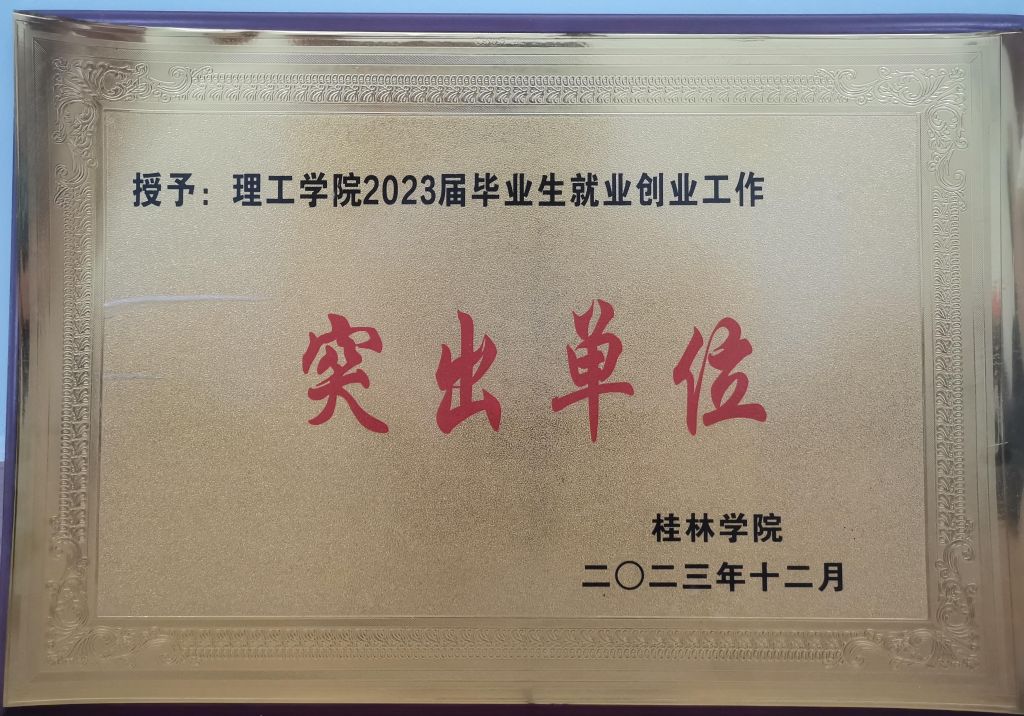 授予：理工学院2023届毕业生就业创业工作
突出单位
桂林学院
二〇二三年十二月